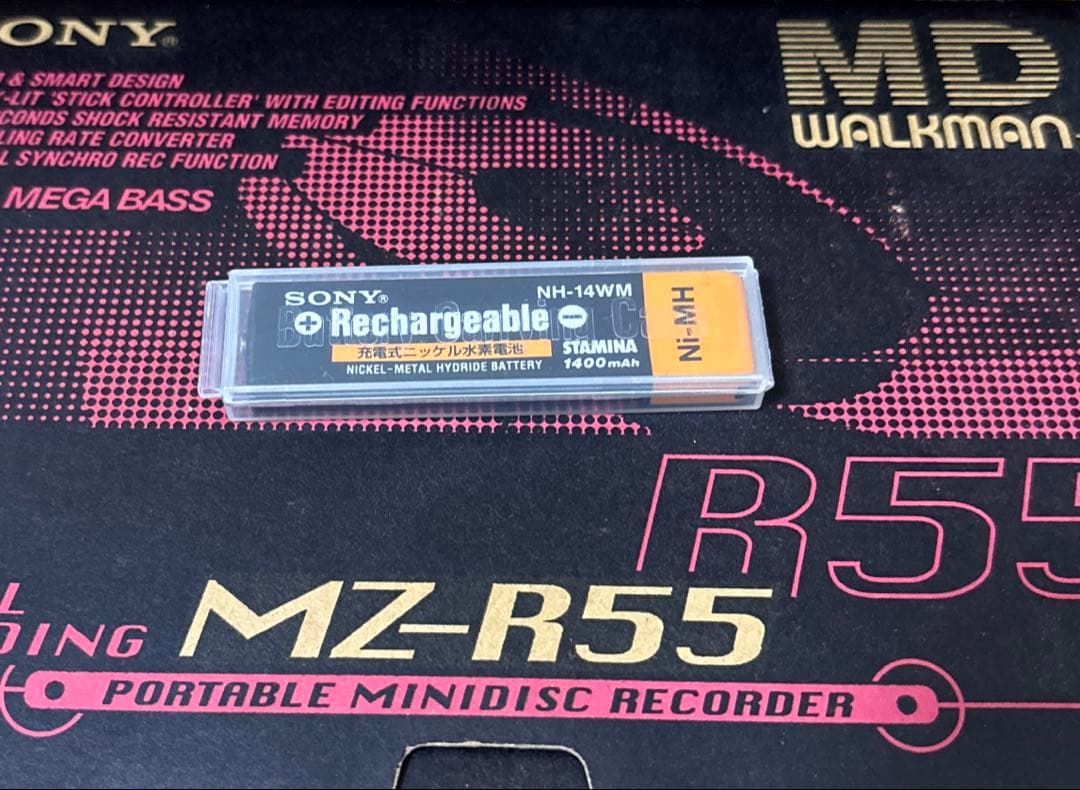 ONY®
& SMART DESIGN
-LIT 'STICK CONTROLLER' WITH EDITING FUNCTIONS
CONDS SHOCK RESISTANT MEMORY
LING RATE CONVERTER
L SYNCHRO REC FUNCTION
MEGA BASS
MD
WALKMAN
SONY®
NH-14WM
+ Rechargeable −
充電式ニッケル水素電池
NICKEL-METAL HYDRIDE BATTERY
STAMINA
1400mAh
Ni-MH
R55
L
DING
MZ-R55
PORTABLE MINIDISC RECORDER